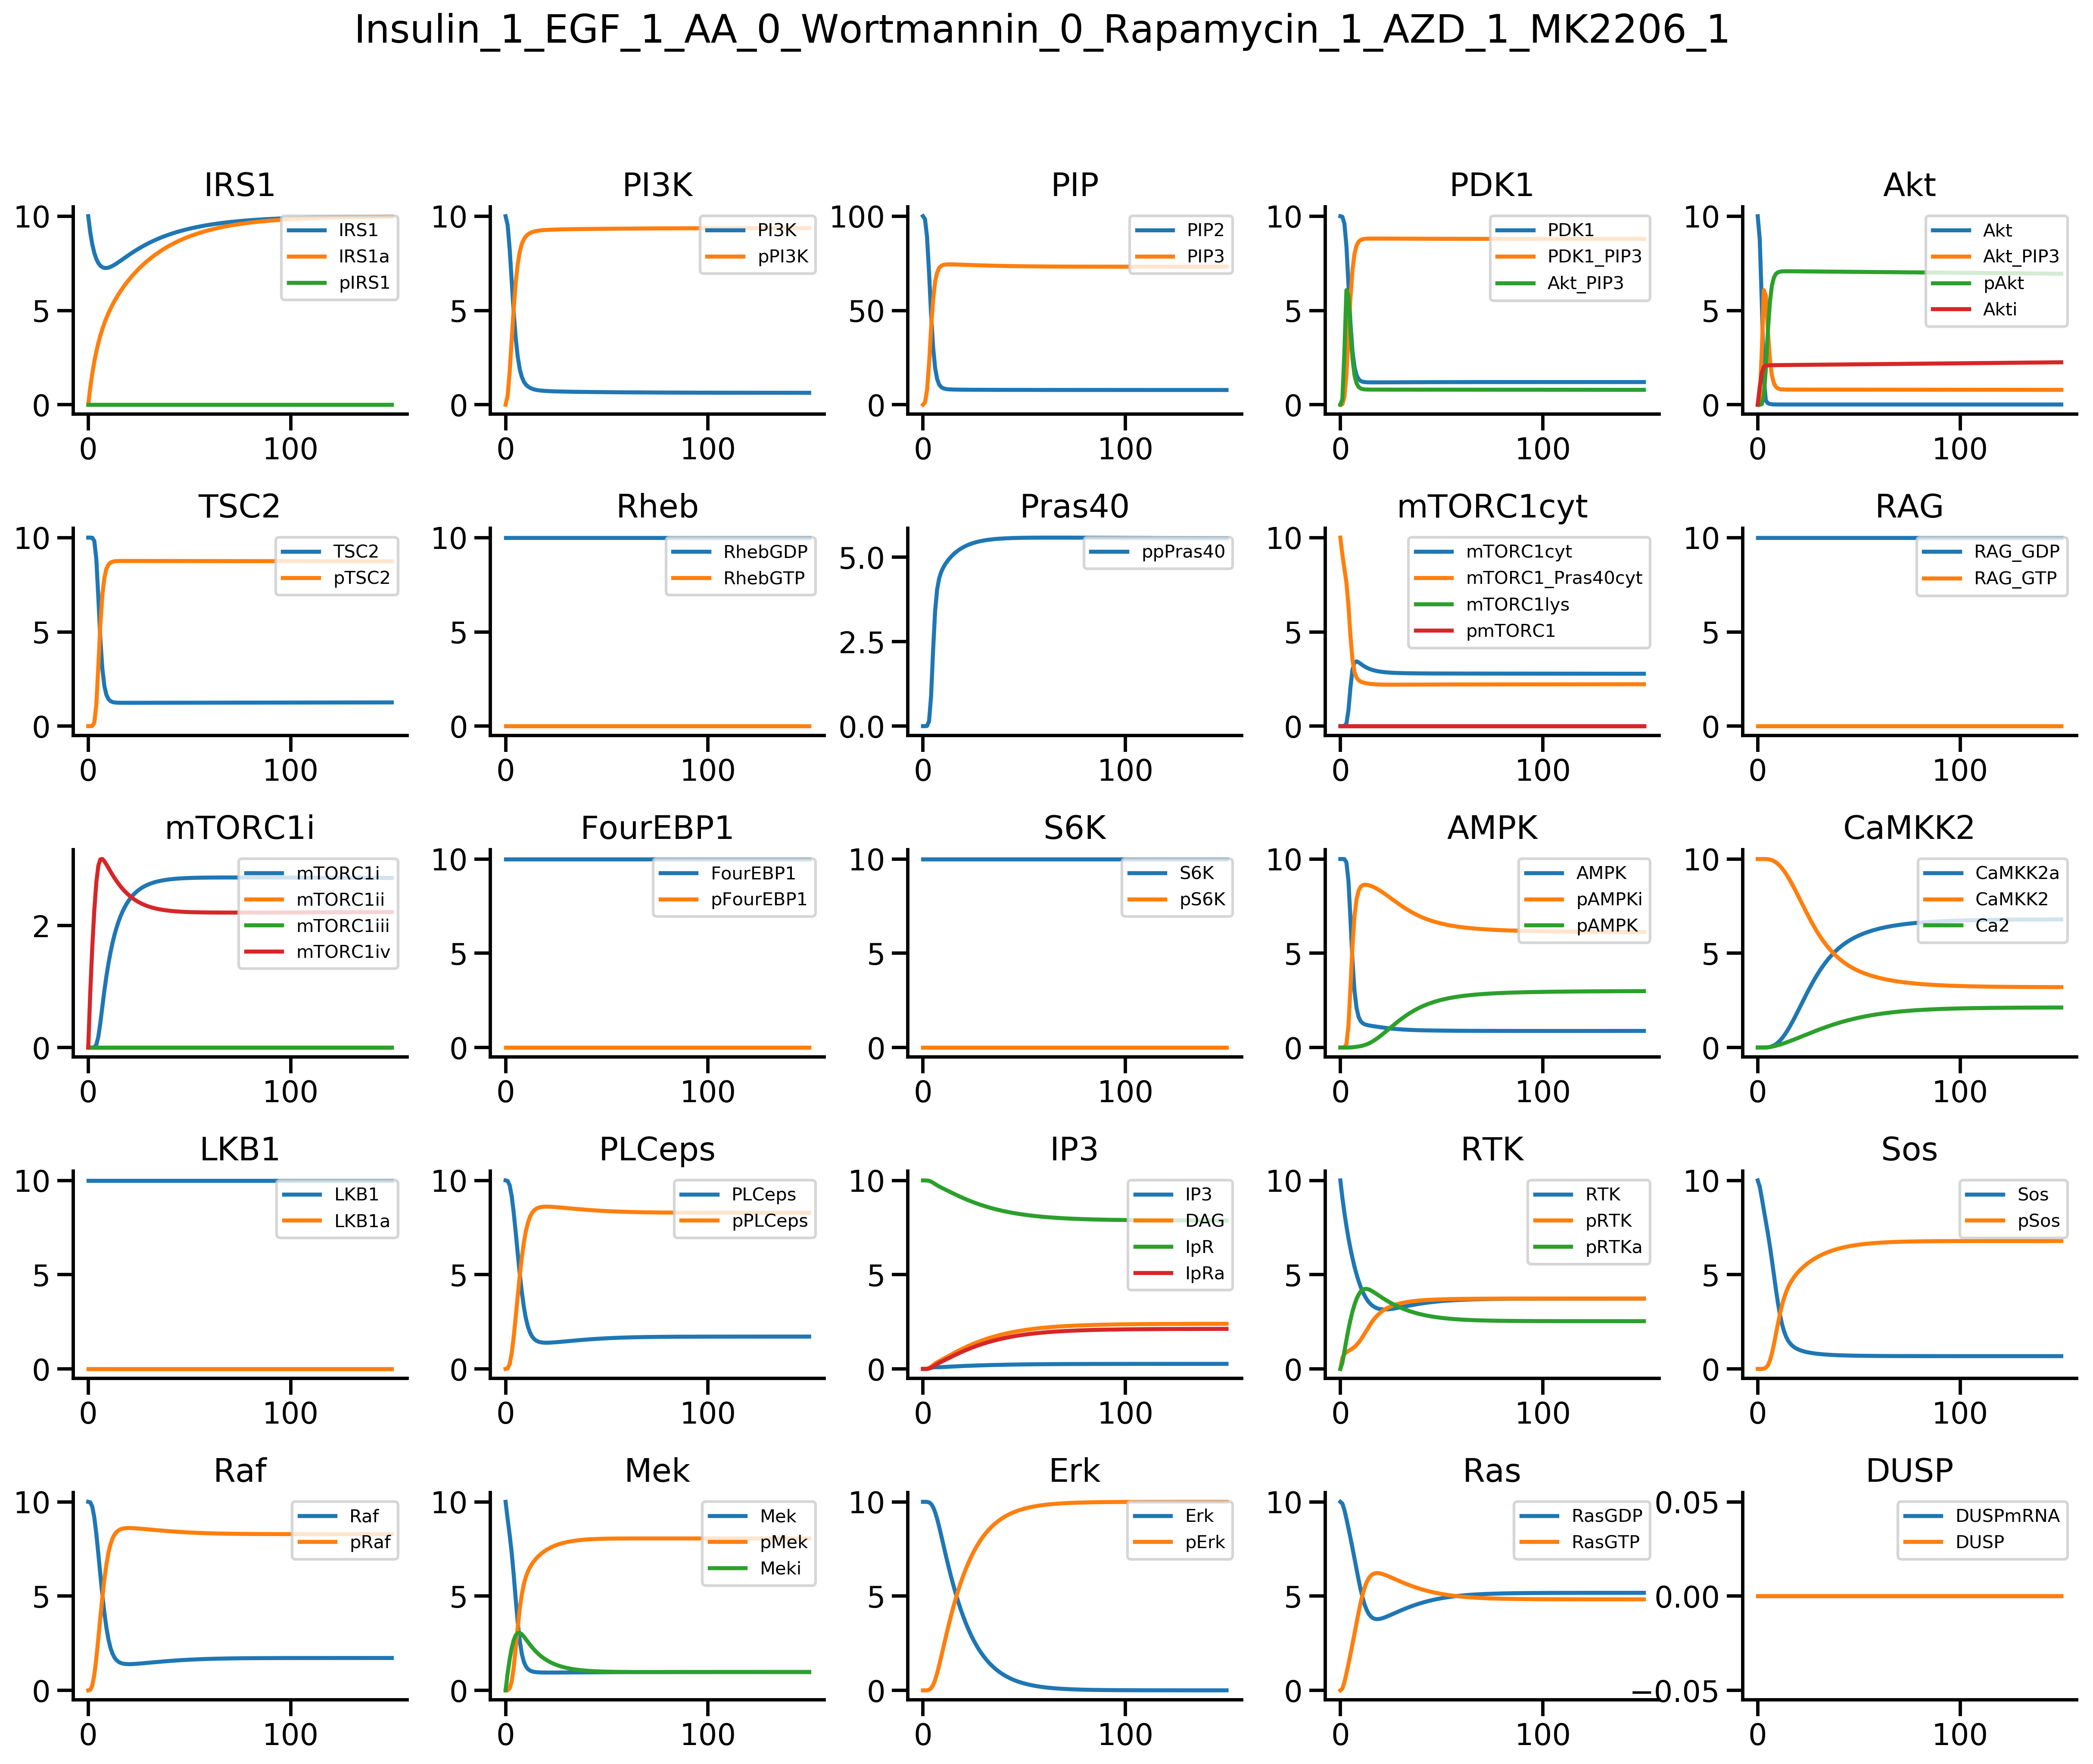 Insulin_1_EGF_1_AA_0_Wortmannin_0_Rapamycin_1_AZD_1_MK2206_1
IRS1
10
5
0
0
100
IRS1
IRS1a
pIRS1
PI3K
10
5
0
0
100
PI3K
pPI3K
PIP
100
50
0
0
100
PIP2
PIP3
PDK1
10
5
0
0
100
PDK1
PDK1_PIP3
Akt_PIP3
Akt
10
5
0
0
100
Akt
Akt_PIP3
pAkt
Akti
TSC2
10
5
0
0
100
TSC2
pTSC2
Rheb
10
5
0
0
100
RhebGDP
RhebGTP
Pras40
5.0
2.5
0.0
0
100
ppPras40
mTORC1cyt
10
5
0
0
100
mTORC1cyt
mTORC1_Pras40cyt
mTORC1lys
pmTORC1
RAG
10
5
0
0
100
RAG_GDP
RAG_GTP
mTORC1i
2
0
0
100
mTORC1i
mTORC1ii
mTORC1iii
mTORC1iv
FourEBP1
10
5
0
0
100
FourEBP1
pFourEBP1
S6K
10
5
0
0
100
S6K
pS6K
AMPK
10
5
0
0
100
AMPK
pAMPKi
pAMPK
CaMKK2
10
5
0
0
100
CaMKK2a
CaMKK2
Ca2
LKB1
10
5
0
0
100
LKB1
LKB1a
PLCeps
10
5
0
0
100
PLCeps
pPLCeps
IP3
10
5
0
0
100
IP3
DAG
IpR
IpRa
RTK
10
5
0
0
100
RTK
pRTK
pRTKa
Sos
10
5
0
0
100
Sos
pSos
Raf
10
5
0
0
100
Raf
pRaf
Mek
10
5
0
0
100
Mek
pMek
Meki
Erk
10
5
0
0
100
Erk
pErk
Ras
10
5
0
0
100
RasGDP
RasGTP
DUSP
0.05
0.00
−0.05
0
100
DUSPmRNA
DUSP